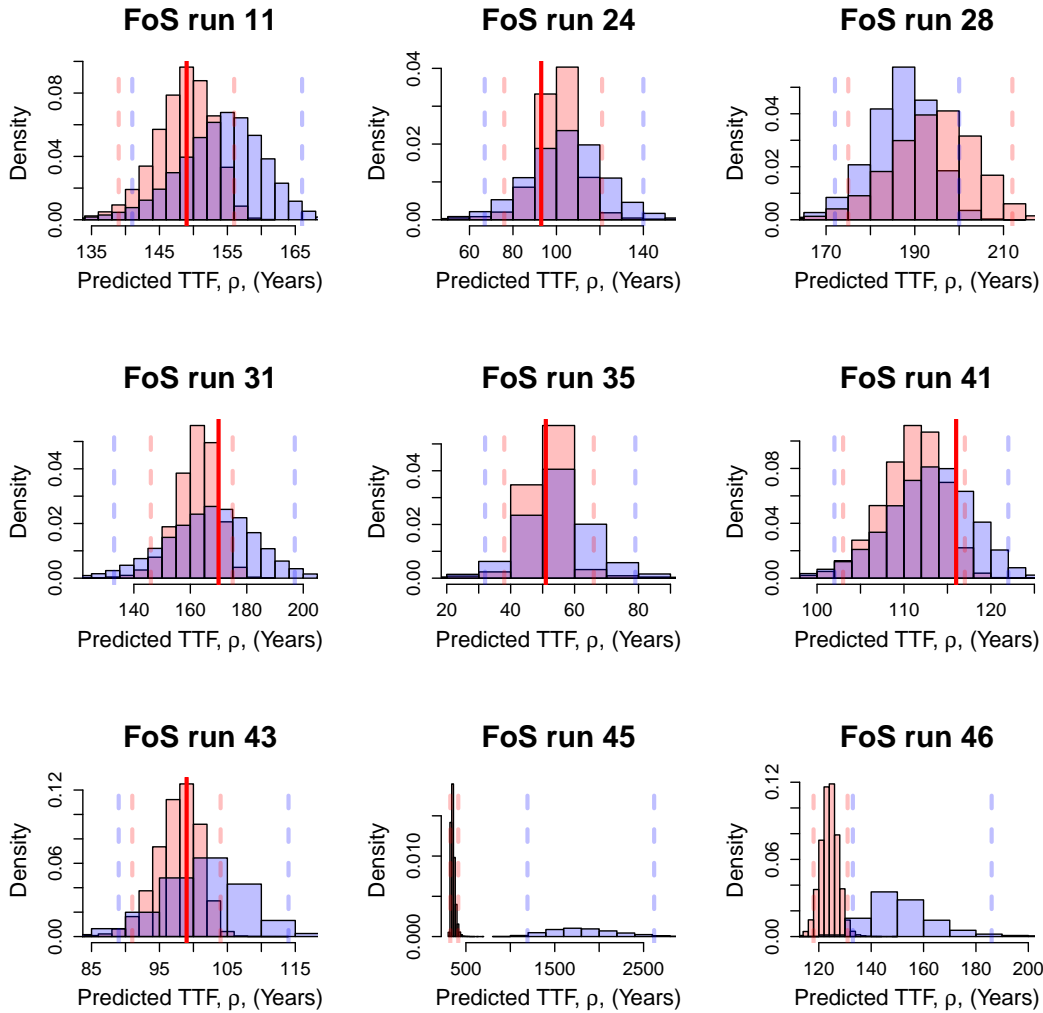 FoS run 11
FoS run 24
FoS run 28
Density
0.00 0.04 0.08
135 145 155 165
Predicted TTF, ρ, (Years)
Density
0.00 0.02 0.04
60 80 100 140
Predicted TTF, ρ, (Years)
Density
0.00 0.02 0.04
170 190 210
Predicted TTF, ρ, (Years)
FoS run 31
FoS run 35
FoS run 41
Density
0.00 0.02 0.04
140 160 180 200
Predicted TTF, ρ, (Years)
Density
0.00 0.02 0.04
20 40 60 80
Predicted TTF, ρ, (Years)
Density
0.00 0.04 0.08
100 110 120
Predicted TTF, ρ, (Years)
FoS run 43
FoS run 45
FoS run 46
Density
0.00 0.06 0.12
85 95 105 115
Predicted TTF, ρ, (Years)
Density
0.000 0.010
500 1500 2500
Predicted TTF, ρ, (Years)
Density
0.00 0.06 0.12
120 140 160 180 200
Predicted TTF, ρ, (Years)